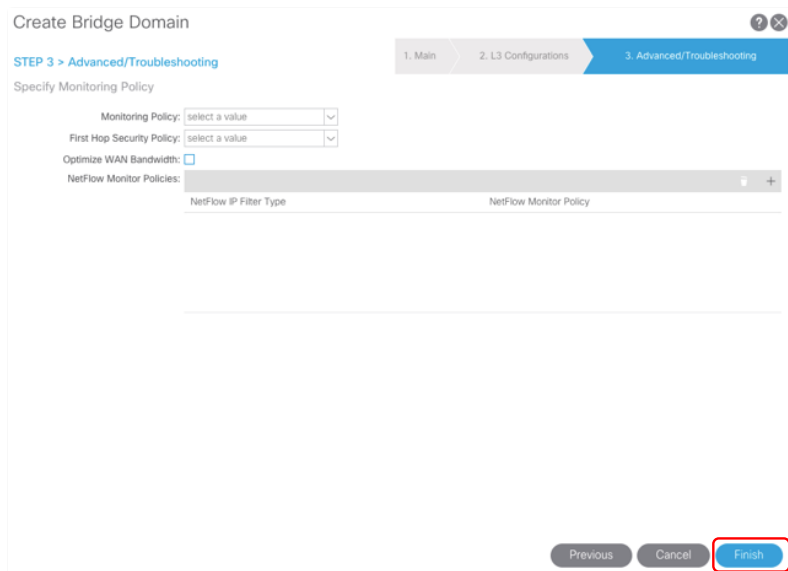 Create Bridge Domain
STEP 3 > Advanced/Troubleshooting
1. Main
2. L3 Configurations
3. Advanced/Troubleshooting
Specify Monitoring Policy
Monitoring Policy: select a value
First Hop Security Policy: select a value
Optimize WAN Bandwidth:
NetFlow Monitor Policies:
NetFlow IP Filter Type
NetFlow Monitor Policy
Previous
Cancel
Finish